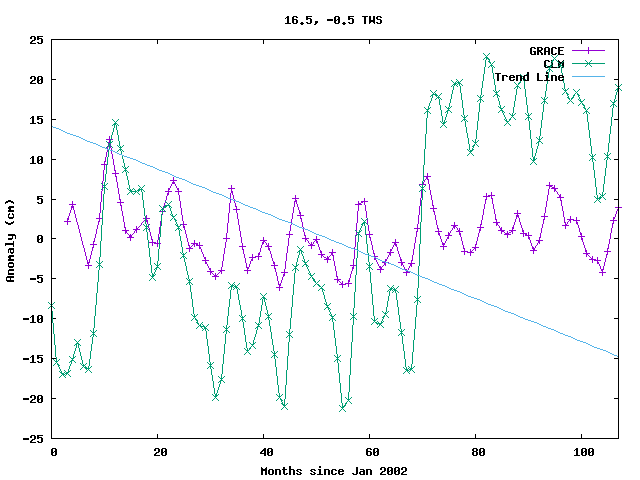 16.5, -0.5 TWS
GRACE
CLM
Trend Line
25
20
15
10
5
0
-5
-10
-15
-20
-25
Anomaly (cm)
0 20 40 60 80 100
Months since Jan 2002